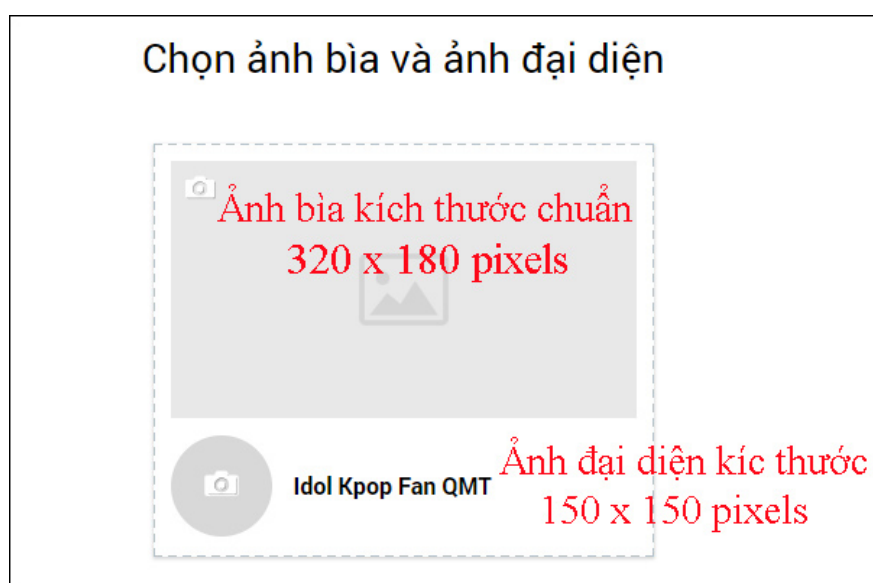 Chọn ảnh bìa và ảnh đại diện
Ảnh bìa kích thước chuẩn
320 x 180 pixels
Idol Kpop Fan QMT
Ảnh đại diện kíc thước
150 x 150 pixels